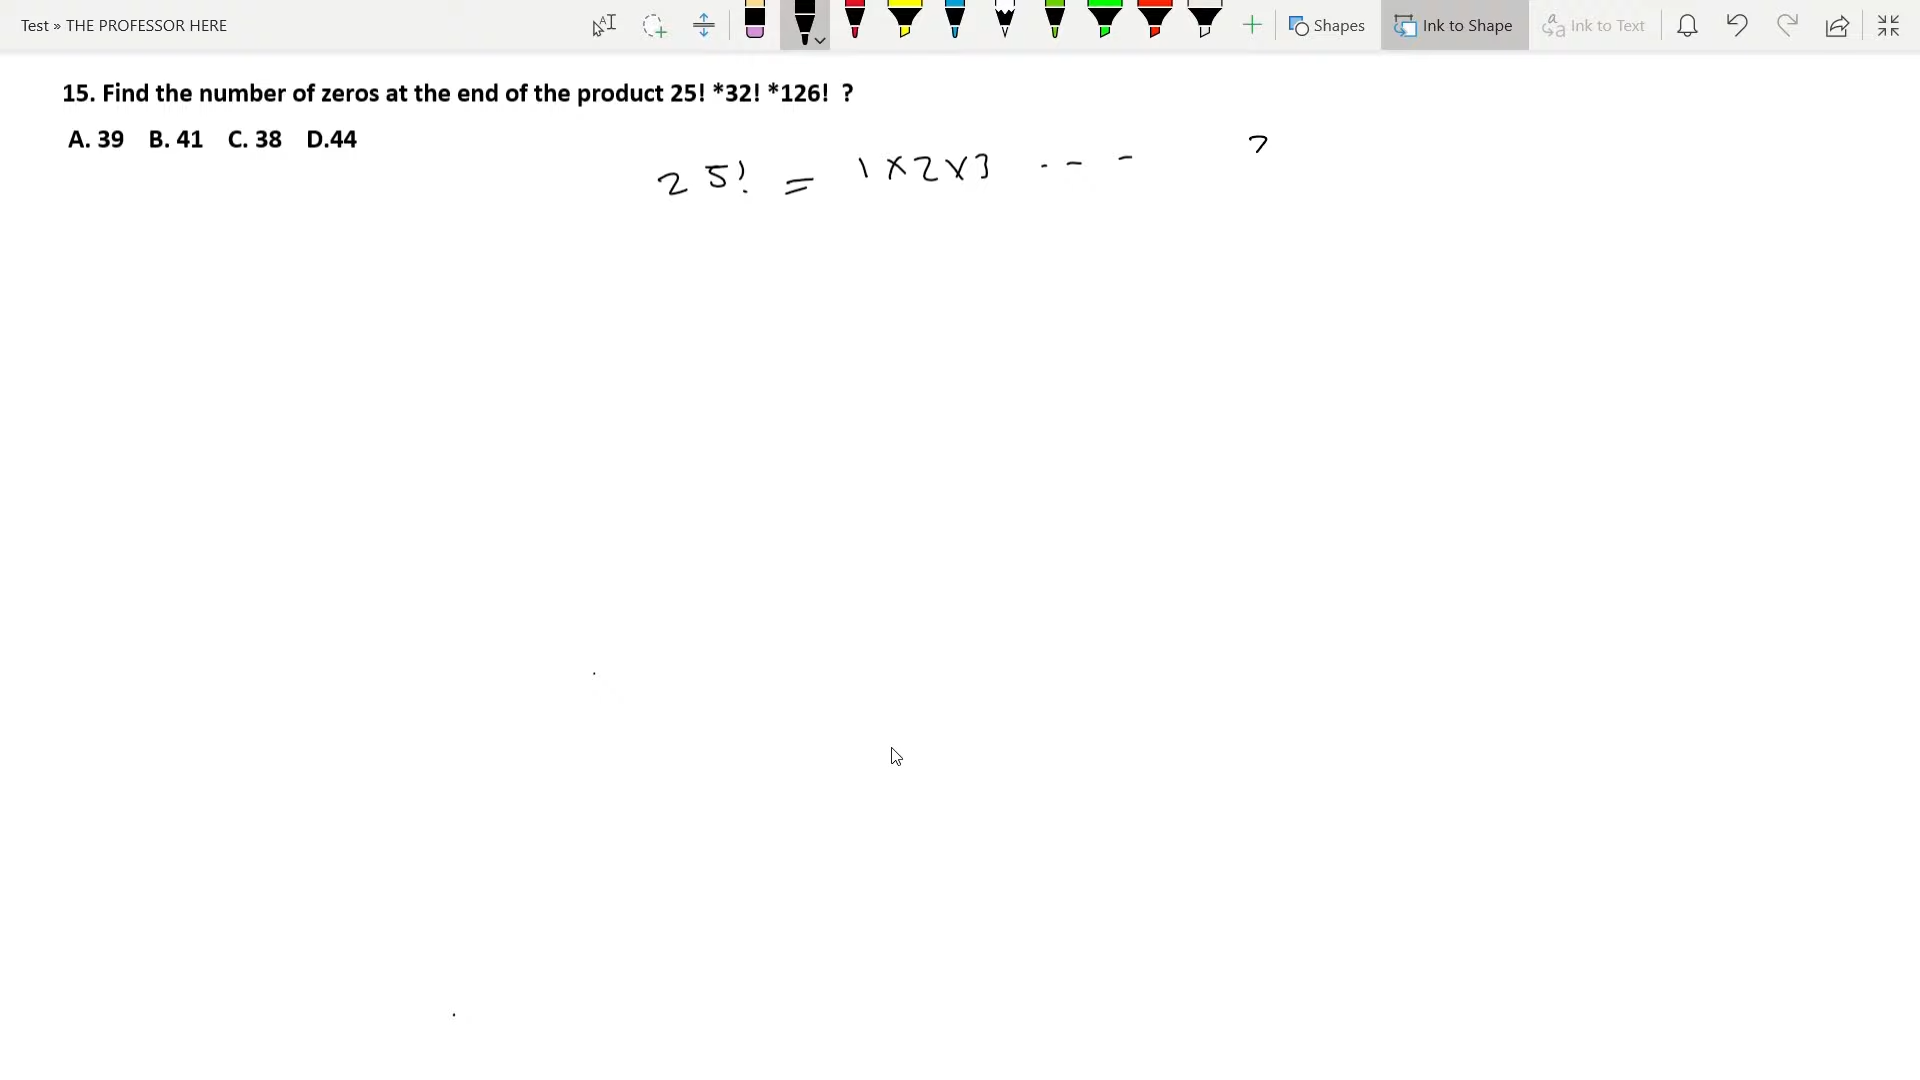 Test » THE PROFESSOR HERE
Shapes
Ink to Shape
Ink to Text
15. Find the number of zeros at the end of the product 25! *32! *126! ?
A. 39 B. 41 C. 38 D.44
25! = 1 x 2 x 3 . - - 2